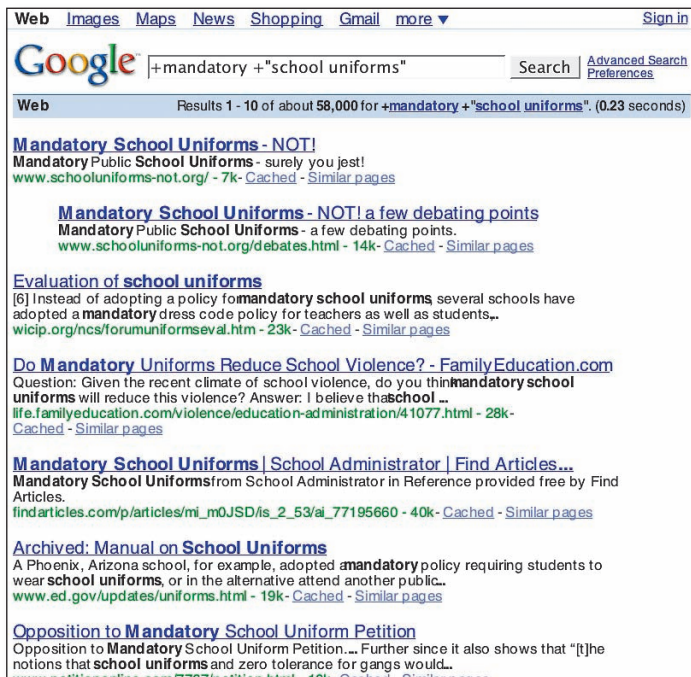 Web Images Maps News Shopping Gmail more ▼ Sign in
Google +mandatory +"school uniforms" Search Advanced Search
Preferences
Web Results 1 - 10 of about 58,000 for +mandatory +"school uniforms". (0.23 seconds)
Mandatory School Uniforms - NOT!
Mandatory Public School Uniforms - surely you jest!
www.schooluniforms-not.org/ - 7k- Cached - Similar pages
Mandatory School Uniforms - NOT! a few debating points
Mandatory Public School Uniforms - a few debating points.
www.schooluniforms-not.org/debates.html - 14k- Cached - Similar pages
Evaluation of school uniforms
[6] Instead of adopting a policy for mandatory school uniforms, several schools have
adopted a mandatory dress code policy for teachers as well as students...
wicip.org/ncs/forumuniformseval.htm - 23k- Cached - Similar pages
Do Mandatory Uniforms Reduce School Violence? - FamilyEducation.com
Question: Given the recent climate of school violence, do you think mandatory school
uniforms will reduce this violence? Answer: I believe that school ...
life.familyeducation.com/violence/education-administration/41077.html - 28k-
Cached - Similar pages
Mandatory School Uniforms | School Administrator | Find Articles...
Mandatory School Uniforms from School Administrator in Reference provided free by Find
Articles.
findarticles.com/p/articles/mi_m0JSD/is_2_53/ai_77195660 - 40k- Cached - Similar pages
Archived: Manual on School Uniforms
A Phoenix, Arizona school, for example, adopted a mandatory policy requiring students to
wear school uniforms, or in the alternative attend another public...
www.ed.gov/updates/uniforms.html - 19k- Cached - Similar pages
Opposition to Mandatory School Uniform Petition
Opposition to Mandatory School Uniform Petition.... Further since it also shows that "[t]he
notions that school uniforms and zero tolerance for gangs would...